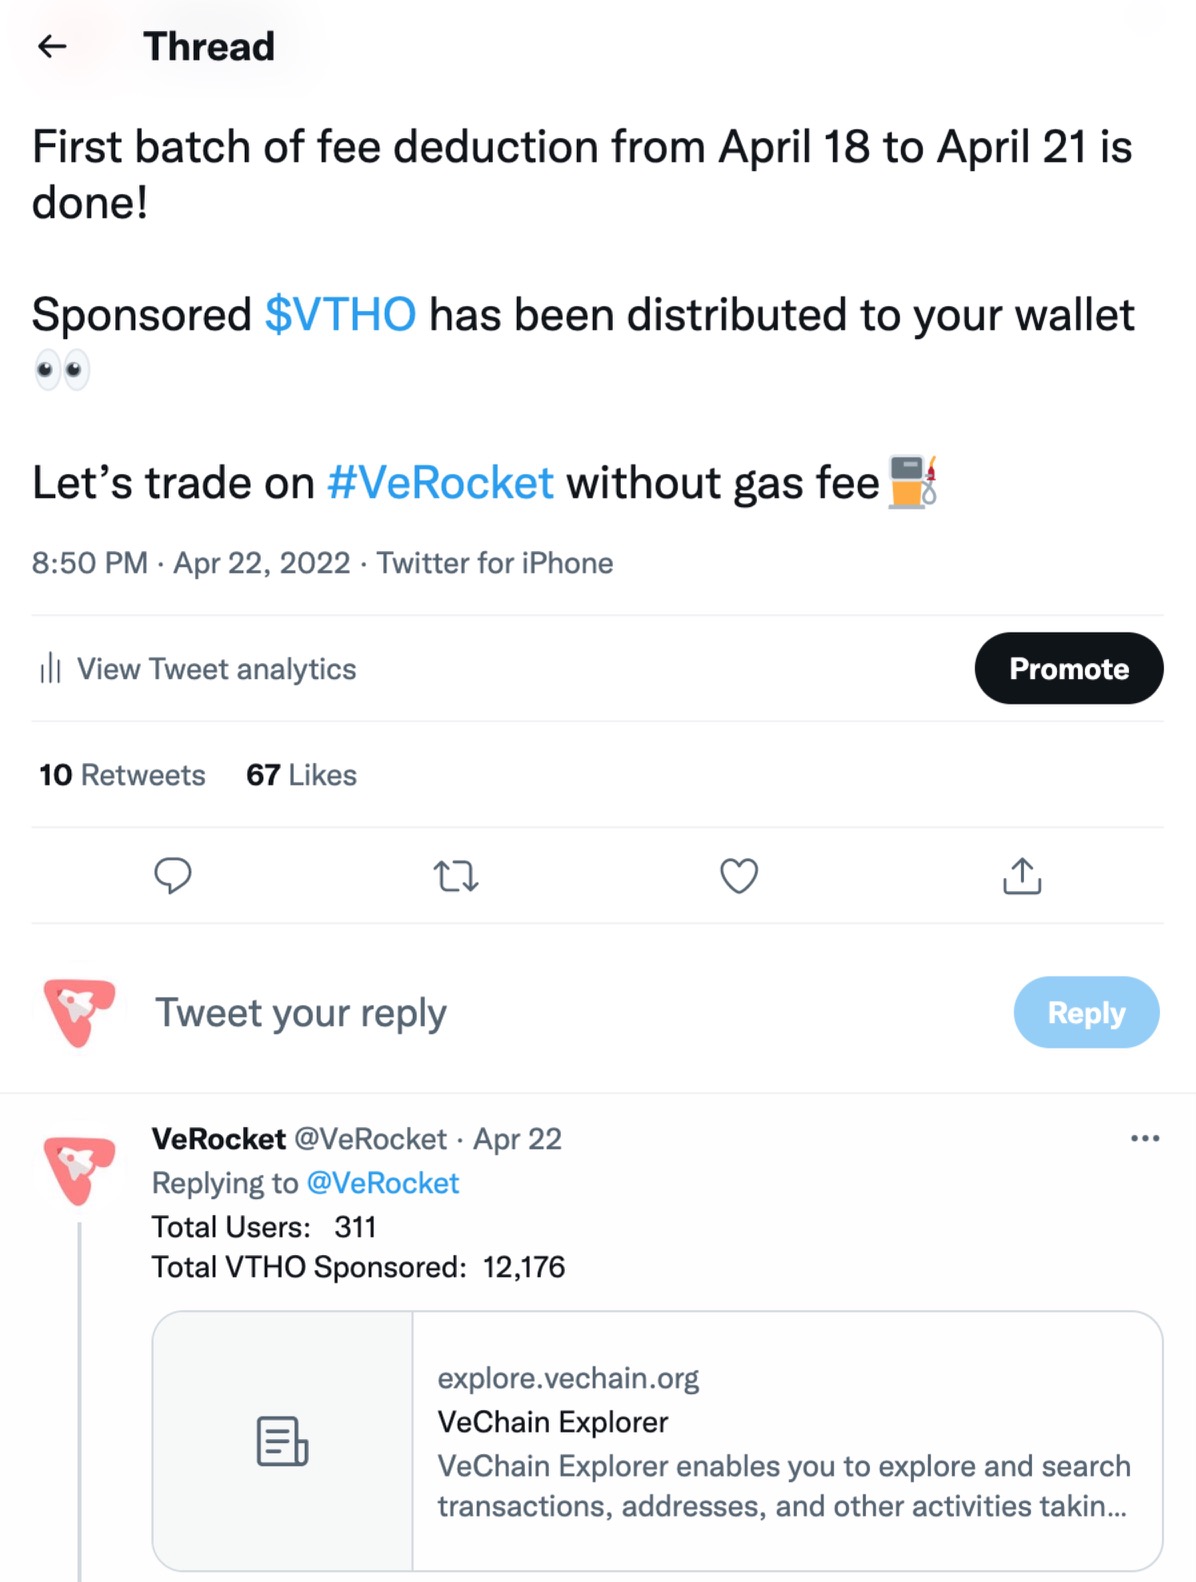 Thread
First batch of fee deduction from April 18 to April 21 is
done!
Sponsored $VTHO has been distributed to your wallet
👀
Let’s trade on #VeRocket without gas fee⛽
8:50 PM · Apr 22, 2022 · Twitter for iPhone
View Tweet analytics
Promote
10 Retweets 67 Likes
Tweet your reply
Reply
VeRocket @VeRocket · Apr 22
Replying to @VeRocket
Total Users: 311
Total VTHO Sponsored: 12,176
explore.vechain.org
VeChain Explorer
VeChain Explorer enables you to explore and search
transactions, addresses, and other activities takin...